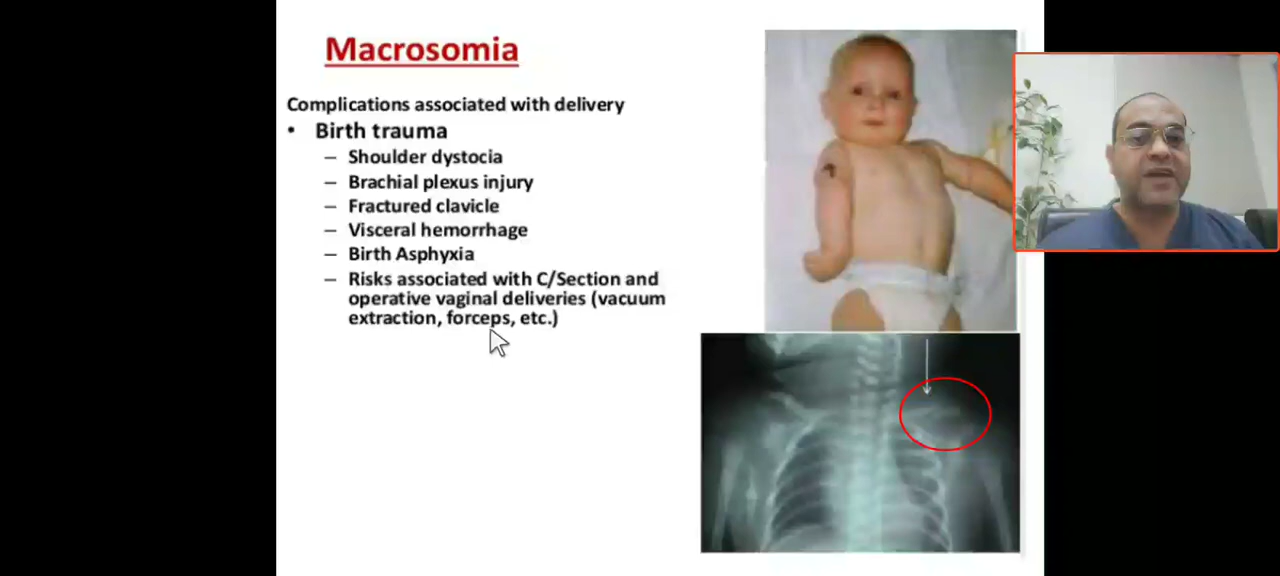 Macrosomia
Complications associated with delivery
• Birth trauma
– Shoulder dystocia
– Brachial plexus injury
– Fractured clavicle
– Visceral hemorrhage
– Birth Asphyxia
– Risks associated with C/Section and
operative vaginal deliveries (vacuum
extraction, forceps, etc.)